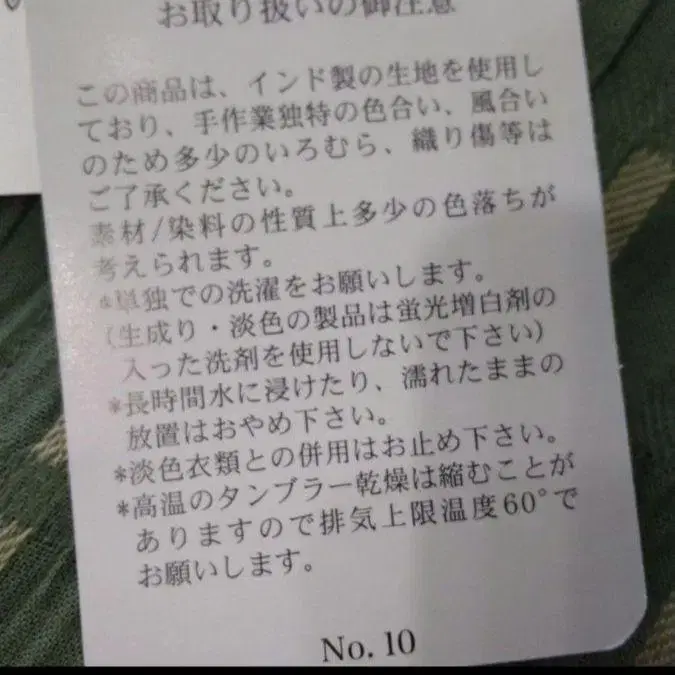 お取り扱いの御注意
この商品は、インド製の生地を使用し
ており、手作業独特の色合い、風合い
のため多少のいろむら、織り傷等は
ご了承ください。
素材/染料の性質上多少の色落ちが
考えられます。
*単独での洗濯をお願いします。
(生成り・淡色の製品は蛍光増白剤の
入った洗剤を使用しないで下さい)
*長時間水に浸けたり、濡れたままの
放置はおやめ下さい。
*淡色衣類との併用はお止め下さい。
*高温のタンブラー乾燥は縮むことが
ありますので排気上限温度60°で
お願いします。
No. 10